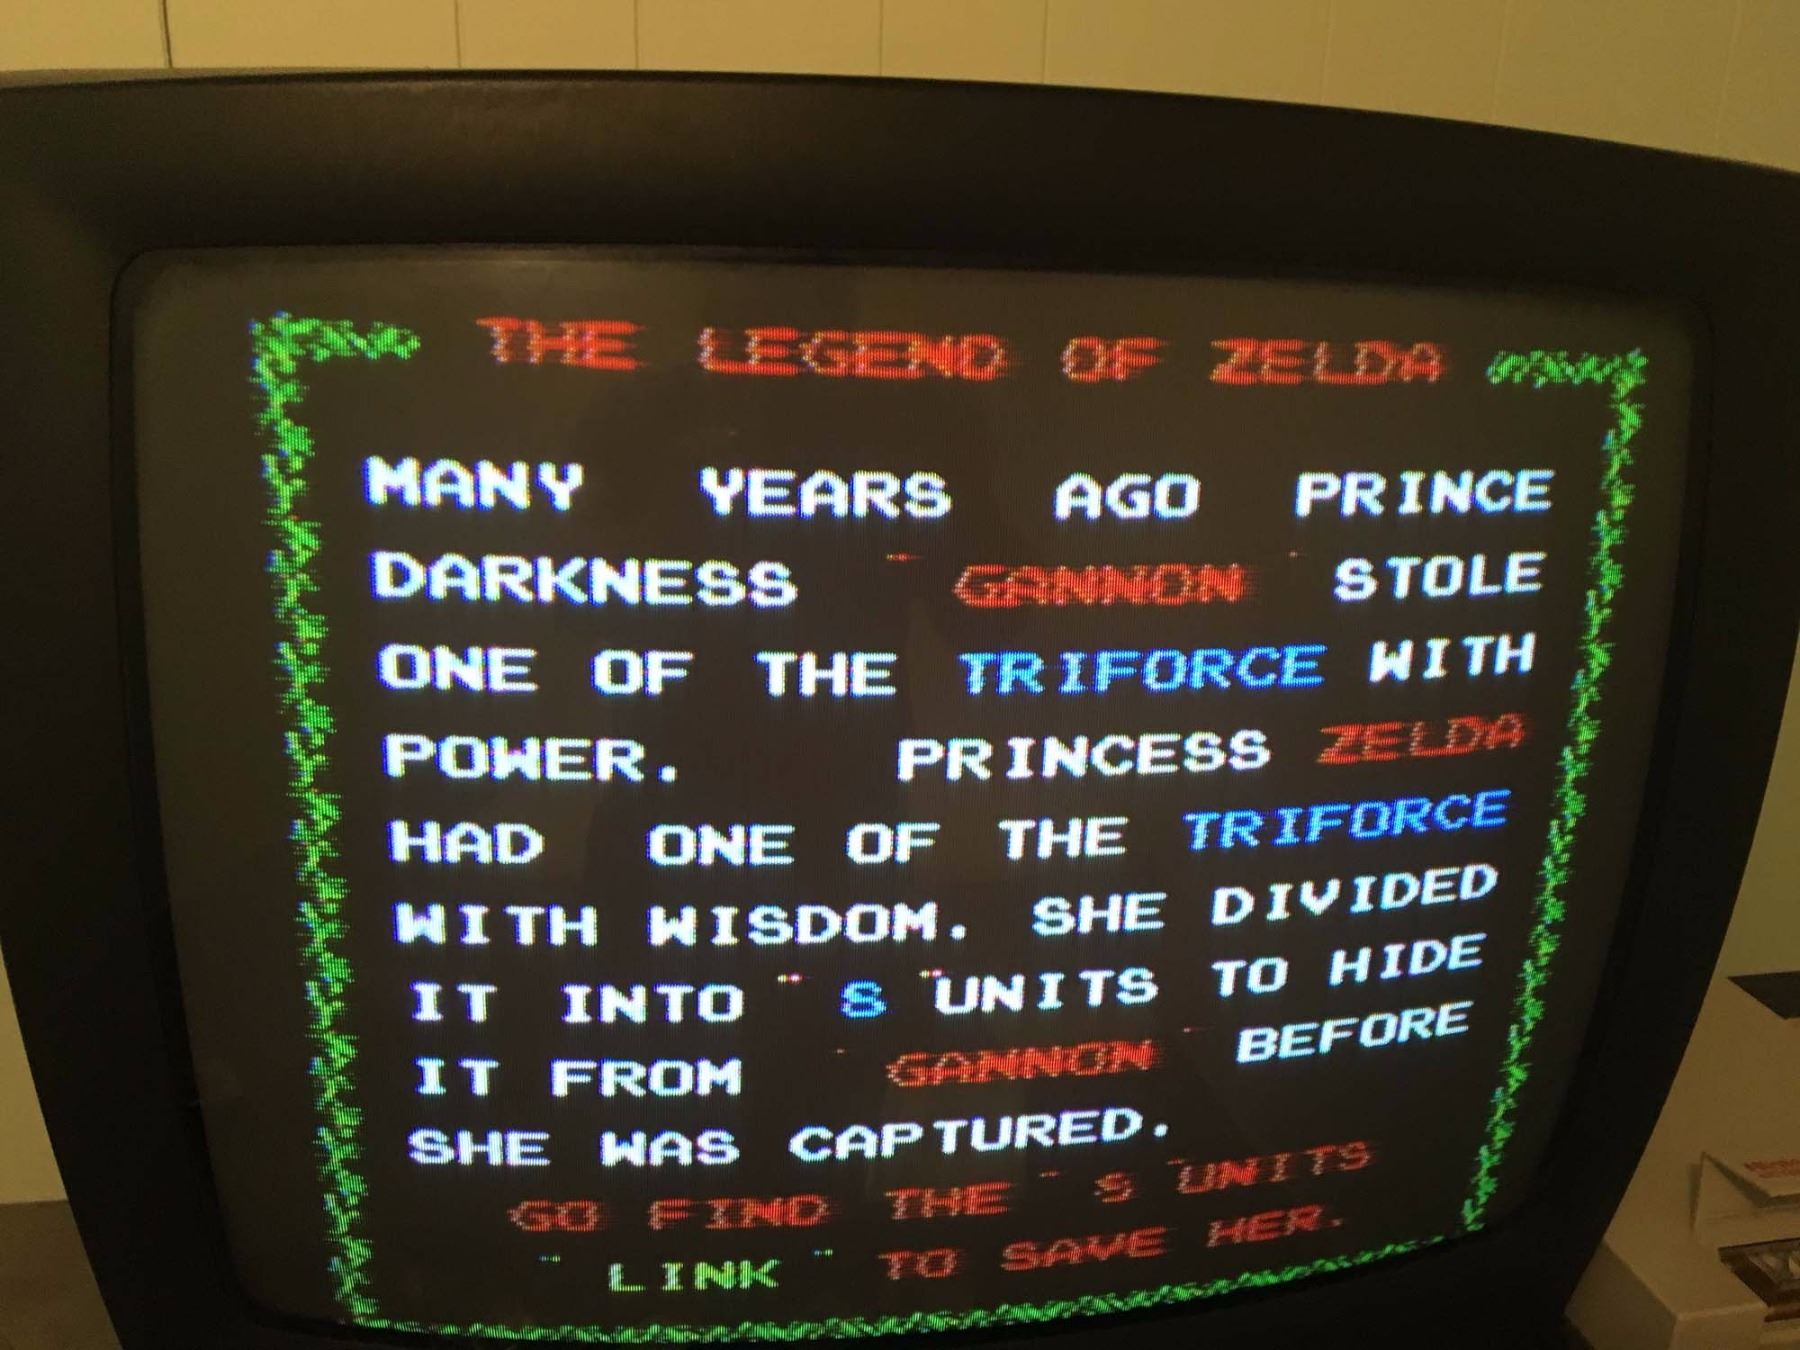 THE LEGEND OF ZELDA
MANY YEARS AGO PRINCE
DARKNESS " GANNON " STOLE
ONE OF THE TRIFORCE WITH
POWER. PRINCESS ZELDA
HAD ONE OF THE TRIFORCE
WITH WISDOM. SHE DIVIDED
IT INTO " 8 "UNITS TO HIDE
IT FROM " GANNON " BEFORE
SHE WAS CAPTURED.
GO FIND THE " 8 "UNITS
" LINK " TO SAVE HER.